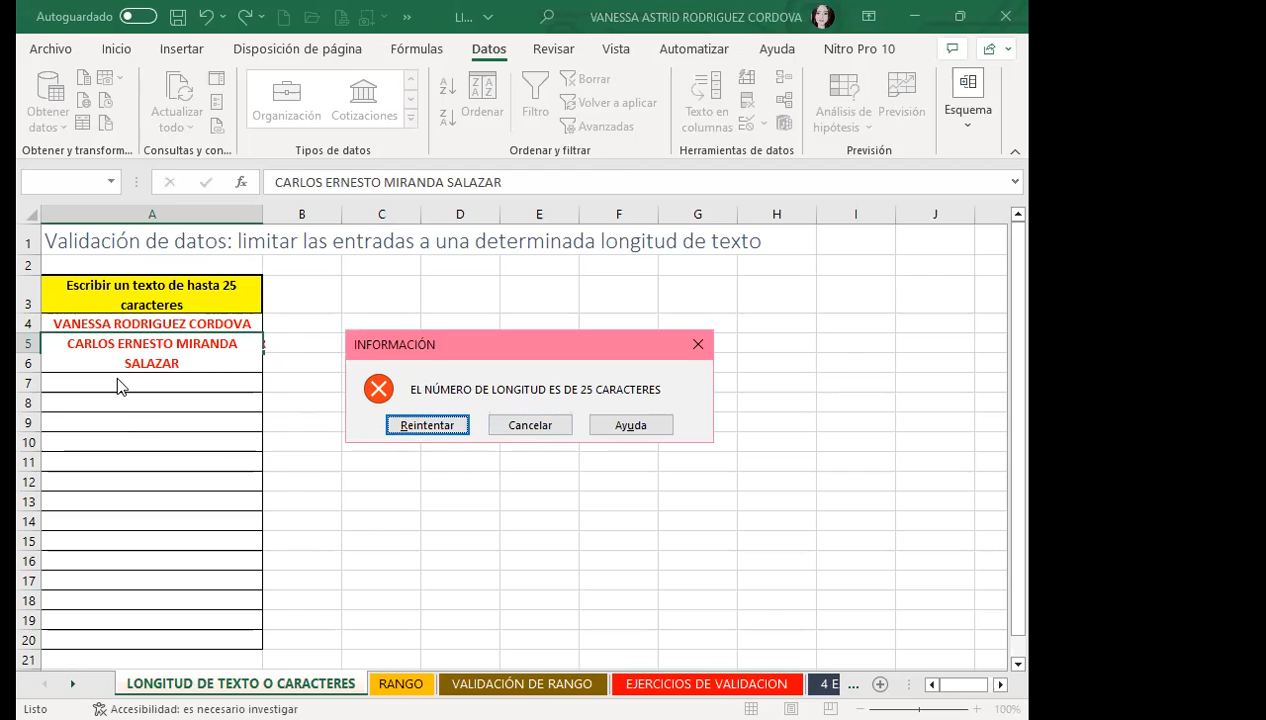 Autoguardado
LI...
VANESSA ASTRID RODRIGUEZ CORDOVA
Archivo Inicio Insertar Disposición de página Fórmulas Datos Revisar Vista Automatizar Ayuda Nitro Pro 10
Obtener datos
Actualizar todo
Organización Cotizaciones
Ordenar
Filtro
Borrar
Volver a aplicar
Avanzadas
Texto en columnas
Análisis de hipótesis
Previsión
Esquema
Obtener y transform... Consultas y con... Tipos de datos Ordenar y filtrar Herramientas de datos Previsión
fx CARLOS ERNESTO MIRANDA SALAZAR
A B C D E F G H I J
1 Validación de datos: limitar las entradas a una determinada longitud de texto
2
3 Escribir un texto de hasta 25
caracteres
4 VANESSA RODRIGUEZ CORDOVA
5 CARLOS ERNESTO MIRANDA
6 SALAZAR
7
8
9
10
11
12
13
14
15
16
17
18
19
20
21
INFORMACIÓN
EL NÚMERO DE LONGITUD ES DE 25 CARACTERES
Reintentar Cancelar Ayuda
LONGITUD DE TEXTO O CARACTERES RANGO VALIDACIÓN DE RANGO EJERCICIOS DE VALIDACION 4 E ...
Listo Accesibilidad: es necesario investigar 100%